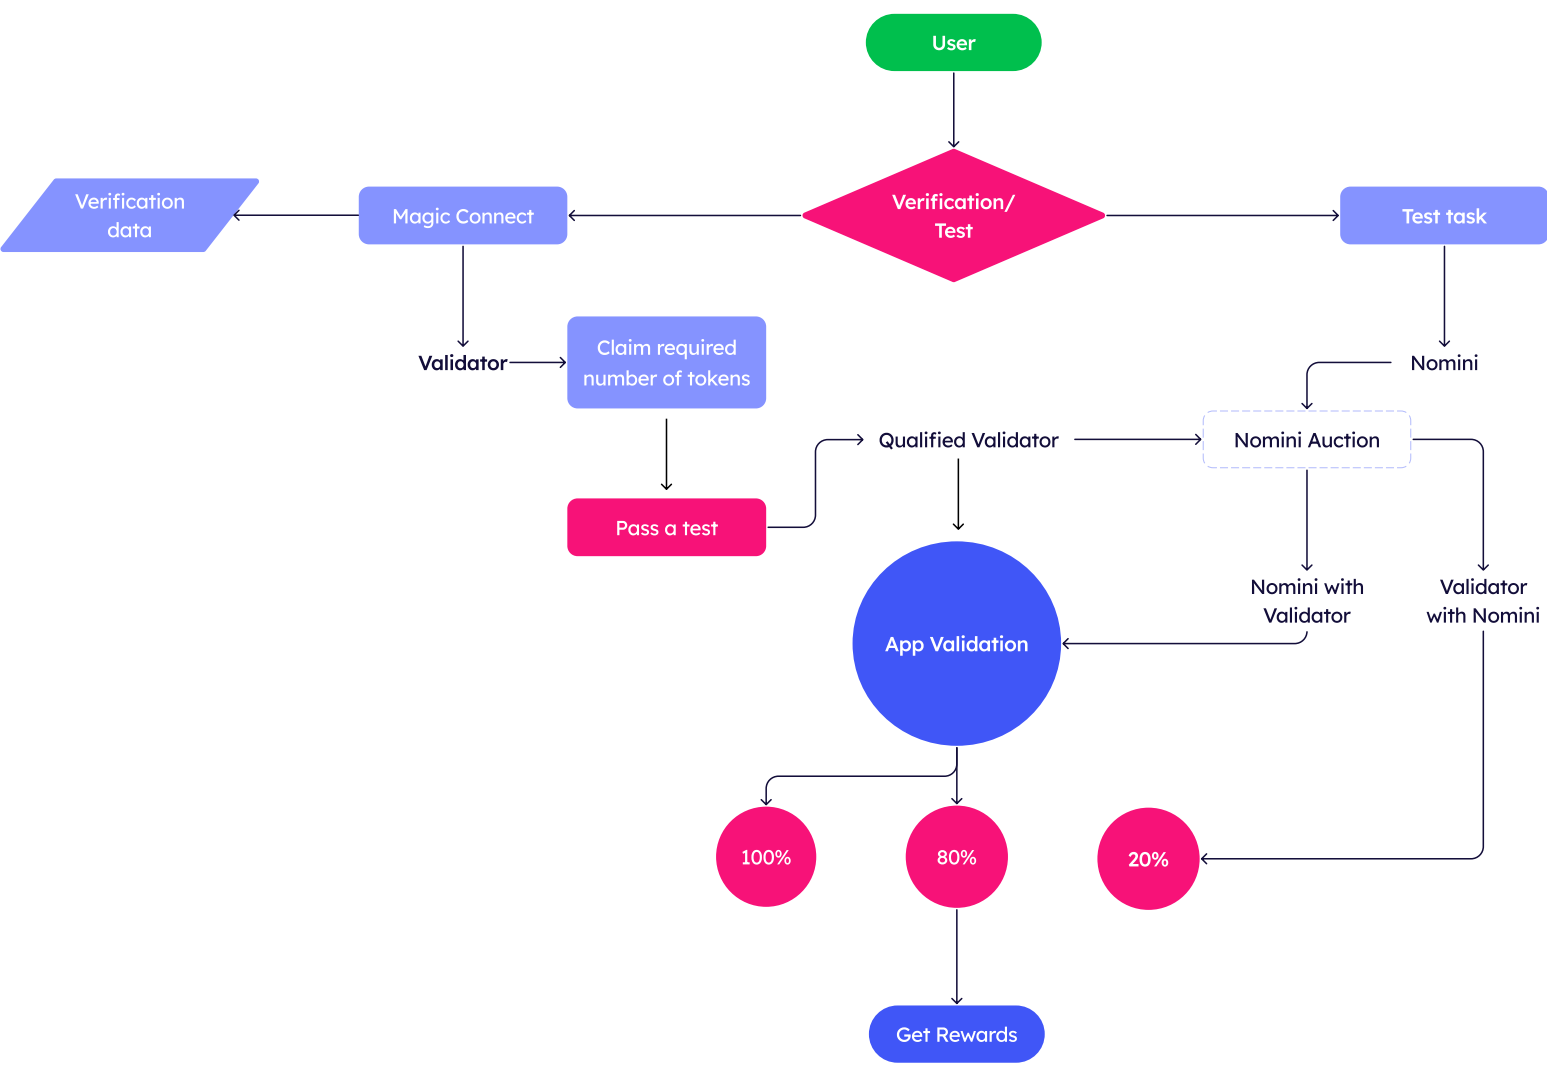 User
Verification/
Test
Verification
data
Magic Connect
Test task
Claim required
number of tokens
Validator
Nomini
Qualified Validator
Nomini Auction
Pass a test
Nomini with
Validator
Validator
with Nomini
App Validation
100%
80%
20%
Get Rewards